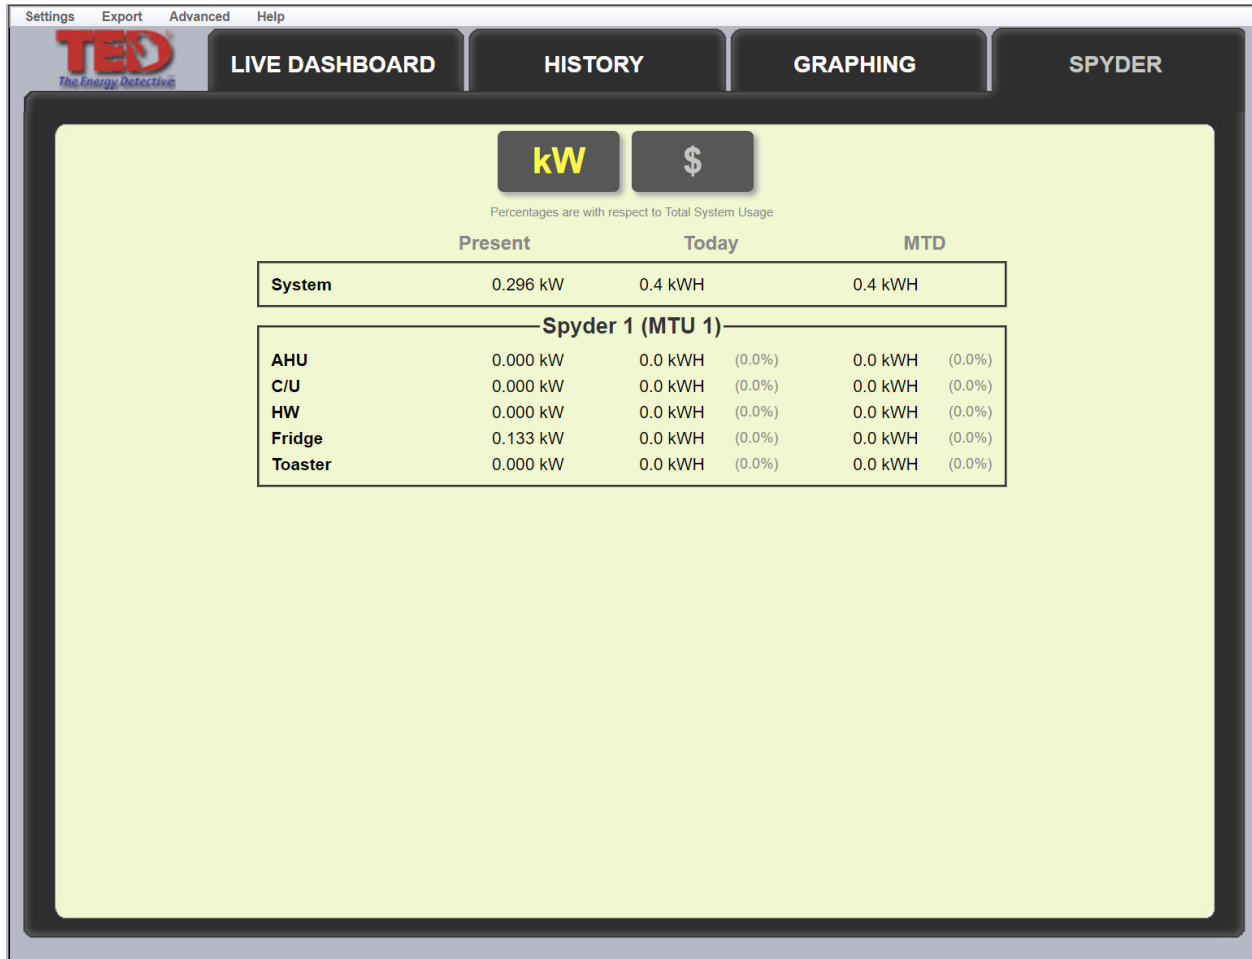 Settings Export Advanced Help
TED
The Energy Detective
LIVE DASHBOARD HISTORY GRAPHING SPYDER
kW $
Percentages are with respect to Total System Usage
Present Today MTD
System 0.296 kW 0.4 kWH 0.4 kWH
Spyder 1 (MTU 1)
AHU 0.000 kW 0.0 kWH (0.0%) 0.0 kWH (0.0%)
C/U 0.000 kW 0.0 kWH (0.0%) 0.0 kWH (0.0%)
HW 0.000 kW 0.0 kWH (0.0%) 0.0 kWH (0.0%)
Fridge 0.133 kW 0.0 kWH (0.0%) 0.0 kWH (0.0%)
Toaster 0.000 kW 0.0 kWH (0.0%) 0.0 kWH (0.0%)